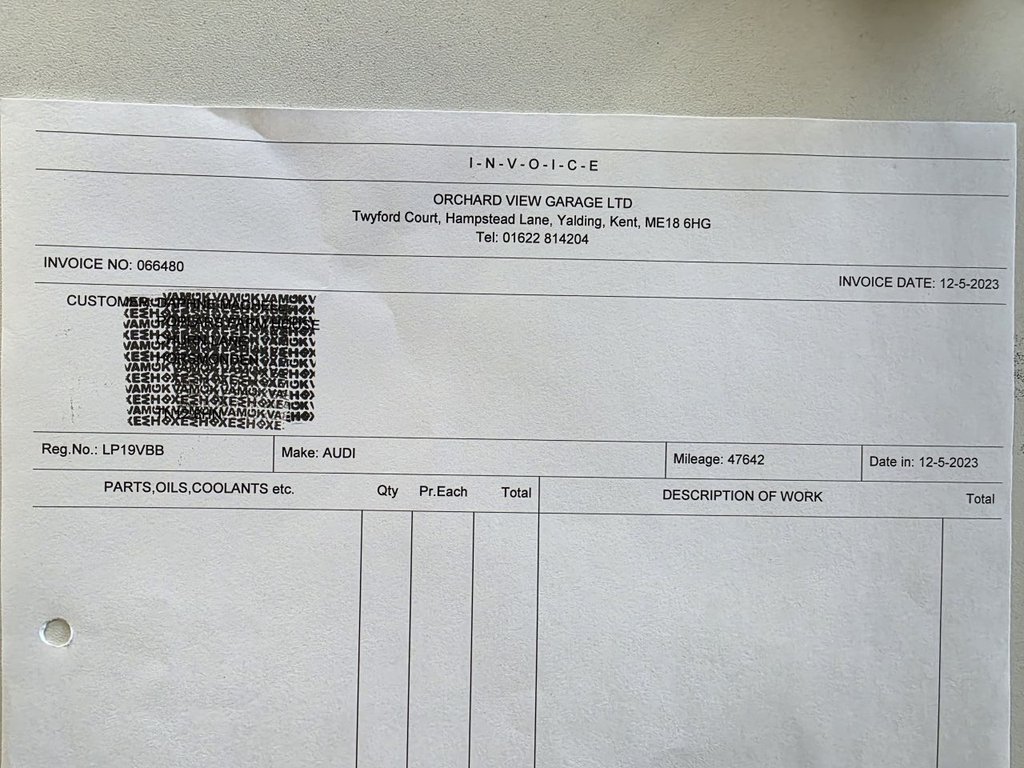 I-N-V-O-I-C-E
ORCHARD VIEW GARAGE LTD
Twyford Court, Hampstead Lane, Yalding, Kent, ME18 6HG
Tel: 01622 814204
INVOICE NO: 066480
INVOICE DATE: 12-5-2023
CUSTOMER:
Reg.No.: LP19VBB
Make: AUDI
Mileage: 47642
Date in: 12-5-2023
PARTS,OILS,COOLANTS etc. Qty Pr.Each Total
DESCRIPTION OF WORK Total